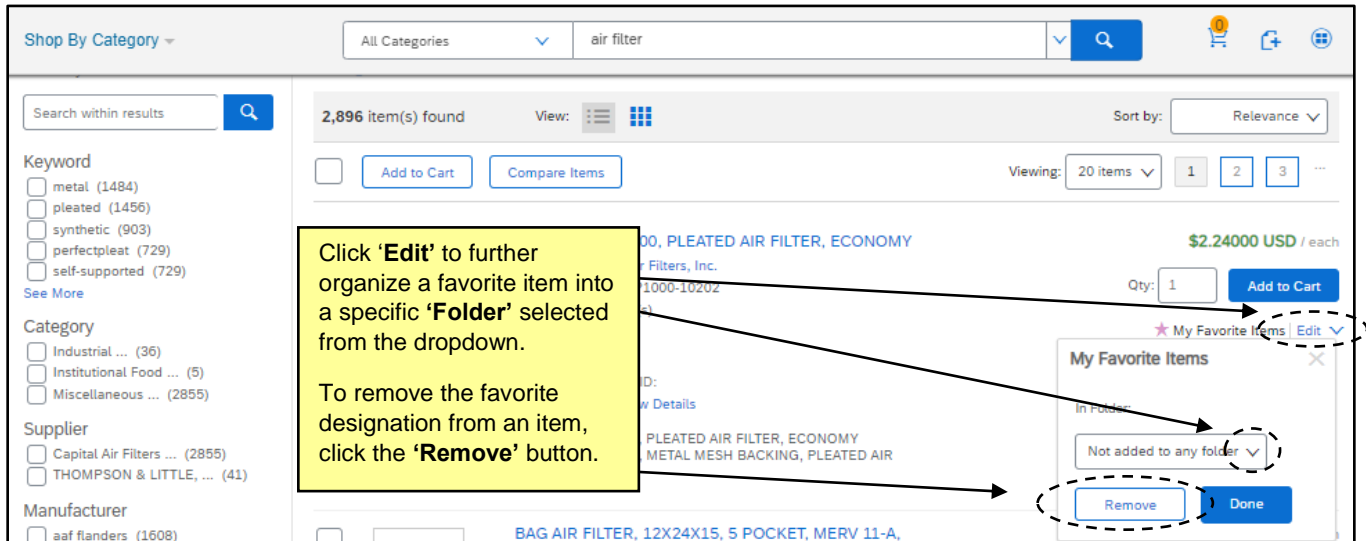 Shop By Category
All Categories
air filter
0
Search within results
2,896 item(s) found
View:
Sort by:
Relevance
Keyword
metal (1484)
pleated (1456)
synthetic (903)
perfectpleat (729)
self-supported (729)
See More
Category
Industrial ... (36)
Institutional Food ... (5)
Miscellaneous ... (2855)
Supplier
Capital Air Filters ... (2855)
THOMPSON & LITTLE, ... (41)
Manufacturer
aaf flanders (1608)
Add to Cart
Compare Items
Viewing:
20 items
1
2
3
...
Click ‘Edit’ to further
organize a favorite item into
a specific ‘Folder’ selected
from the dropdown.
To remove the favorite
designation from an item,
click the ‘Remove’ button.
00, PLEATED AIR FILTER, ECONOMY
Filters, Inc.
1000-10202
$2.24000 USD / each
Qty:
1
Add to Cart
My Favorite Items | Edit
ID:
Details
, PLEATED AIR FILTER, ECONOMY
, METAL MESH BACKING, PLEATED AIR
My Favorite Items
In Folder:
Not added to any folder
Remove
Done
BAG AIR FILTER, 12X24X15, 5 POCKET, MERV 11-A,